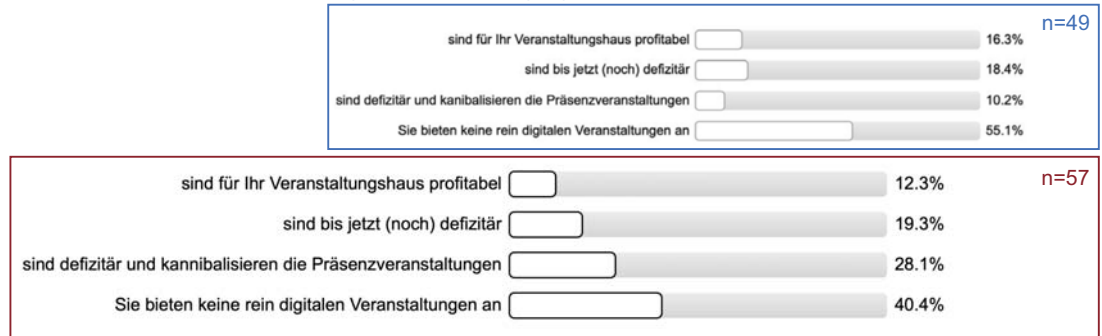 n=49
sind für Ihr Veranstaltungshaus profitabel 16.3%
sind bis jetzt (noch) defizitär 18.4%
sind defizitär und kanibalisieren die Präsenzveranstaltungen 10.2%
Sie bieten keine rein digitalen Veranstaltungen an 55.1%
n=57
sind für Ihr Veranstaltungshaus profitabel 12.3%
sind bis jetzt (noch) defizitär 19.3%
sind defizitär und kannibalisieren die Präsenzveranstaltungen 28.1%
Sie bieten keine rein digitalen Veranstaltungen an 40.4%